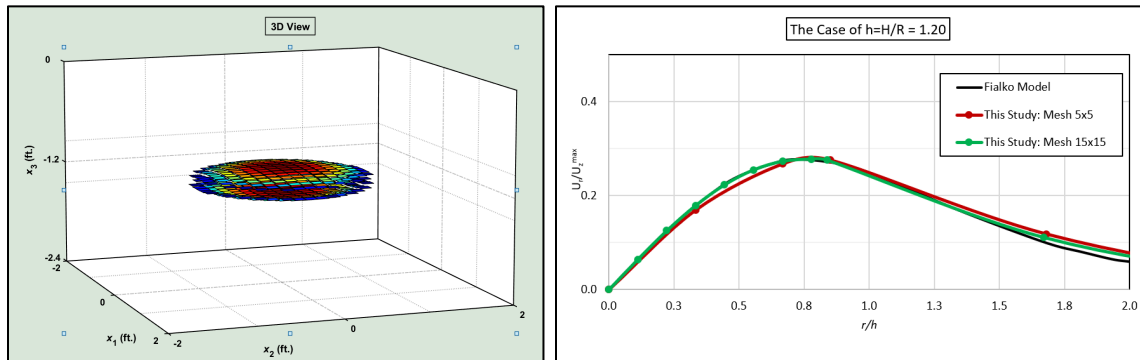 3D View
0
-1.2
-2.4
x3 (ft.)
-2
0
2
x1 (ft.)
-2
0
2
x2 (ft.)
The Case of h=H/R = 1.20
Fialko Model
This Study: Mesh 5x5
This Study: Mesh 15x15
0.4
0.2
0.0
Ur/Uz max
0.0
0.3
0.5
0.8
1.0
1.3
1.5
1.8
2.0
r/h